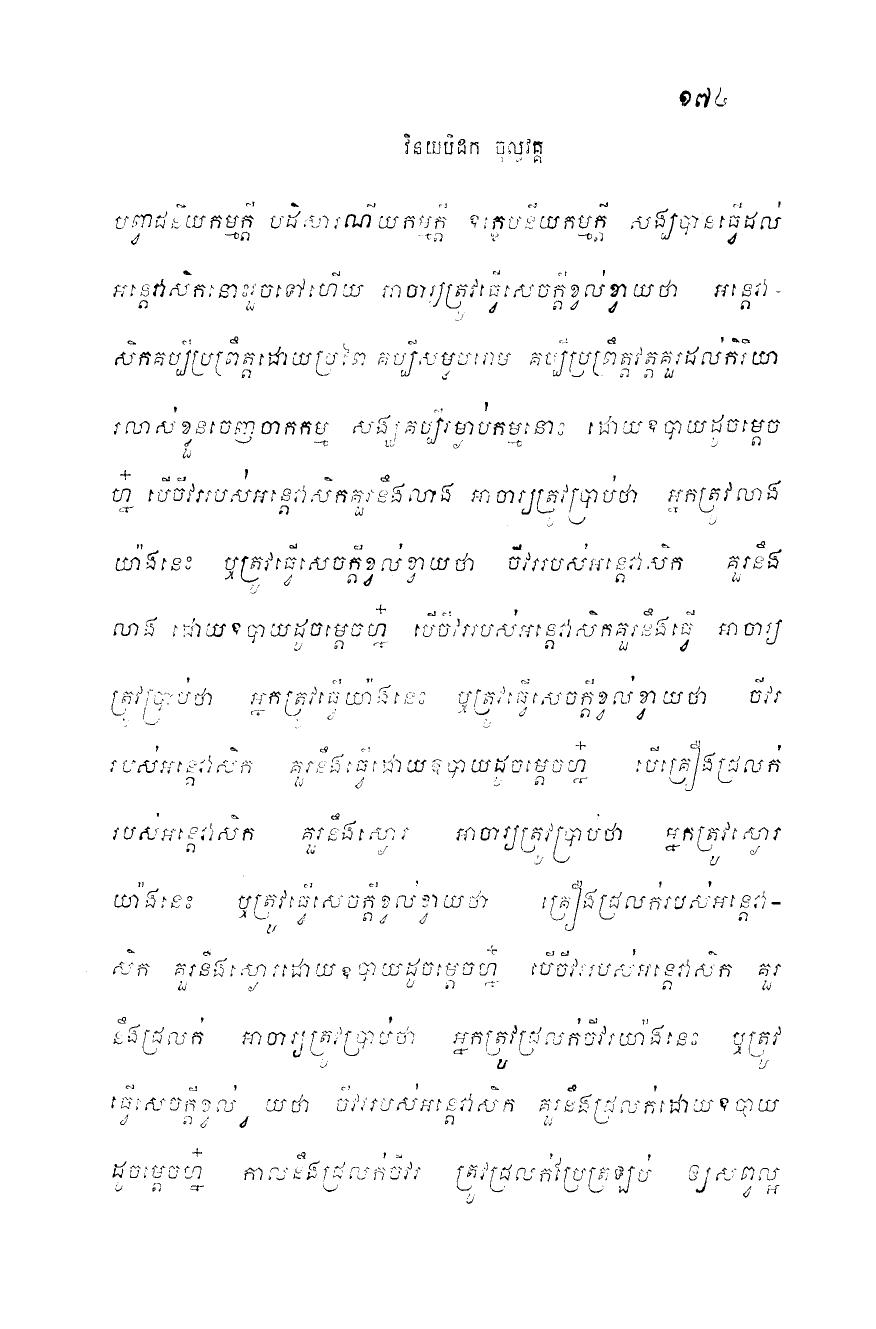 ១៧៤
វិនយបិដក ចុល្លវគ្គ
បញ្វាជនីយកម្មក្តី បដិសារណីយកម្មក្តី ឧក្ខេបនីយកម្មក្តី សង្ឃបានធ្វើដល់
អន្តេវាសិកនោះរួចទៅហើយ អាចារ្យត្រូវធ្វើសេចក្តីខ្វល់ខ្វាយថា អន្តេវា-
សិកគប្បីប្រព្រឹត្តដោយប្រពៃ គប្បីសម្លបរោម គប្បីប្រព្រឹត្តវត្តគួរដល់កិរិយា
រលាស់ខ្លួនចេញចាកកម្ម សង្ឃគប្បីរម្ងាប់កម្មនោះ ដោយឧបាយដូចម្តេច
ហ្ន៎ បើចីវររបស់អន្តេវាសិកគួរនឹងលាង អាចារ្យត្រូវប្រាប់ថា អ្នកត្រូវលាង
យ៉ាងនេះ ឬត្រូវធ្វើសេចក្តីខ្វល់ខ្វាយថា ចីវររបស់អន្តេវាសិក គួរនឹង
លាង ដោយឧបាយដូចម្តេចហ្ន៎ បើចីវររបស់អន្តេវាសិកគួរនឹងធ្វើ អាចារ្យ
ត្រូវប្រាប់ថា អ្នកត្រូវធ្វើយ៉ាងនេះ ឬត្រូវធ្វើសេចក្តីខ្វល់ខ្វាយថា ចីវរ
របស់អន្តេវាសិក គួរនឹងធ្វើដោយឧបាយដូចម្តេចហ្ន៎ បើគ្រឿងជ្រលក់
របស់អន្តេវាសិក គួរនឹងស្ងោរ អាចារ្យត្រូវប្រាប់ថា អ្នកត្រូវស្ងោរ
យ៉ាងនេះ ឬត្រូវធ្វើសេចក្តីខ្វល់ខ្វាយថា គ្រឿងជ្រលក់របស់អន្តេវា-
សិក គួរនឹងស្ងោរដោយឧបាយដូចម្តេចហ្ន៎ បើចីវររបស់អន្តេវាសិក គួរ
នឹងជ្រលក់ អាចារ្យត្រូវប្រាប់ថា អ្នកត្រូវជ្រលក់ចីវរយ៉ាងនេះ ឬត្រូវ
ធ្វើសេចក្តីខ្វល់ខ្វាយថា ចីវររបស់អន្តេវាសិក គួរនឹងជ្រលក់ដោយឧបាយ
ដូចម្តេចហ្ន៎ កាលនឹងជ្រលក់ចីវរ ត្រូវជ្រលក់ប្រែត្រឡប់ ឲ្យសព្វល្អ